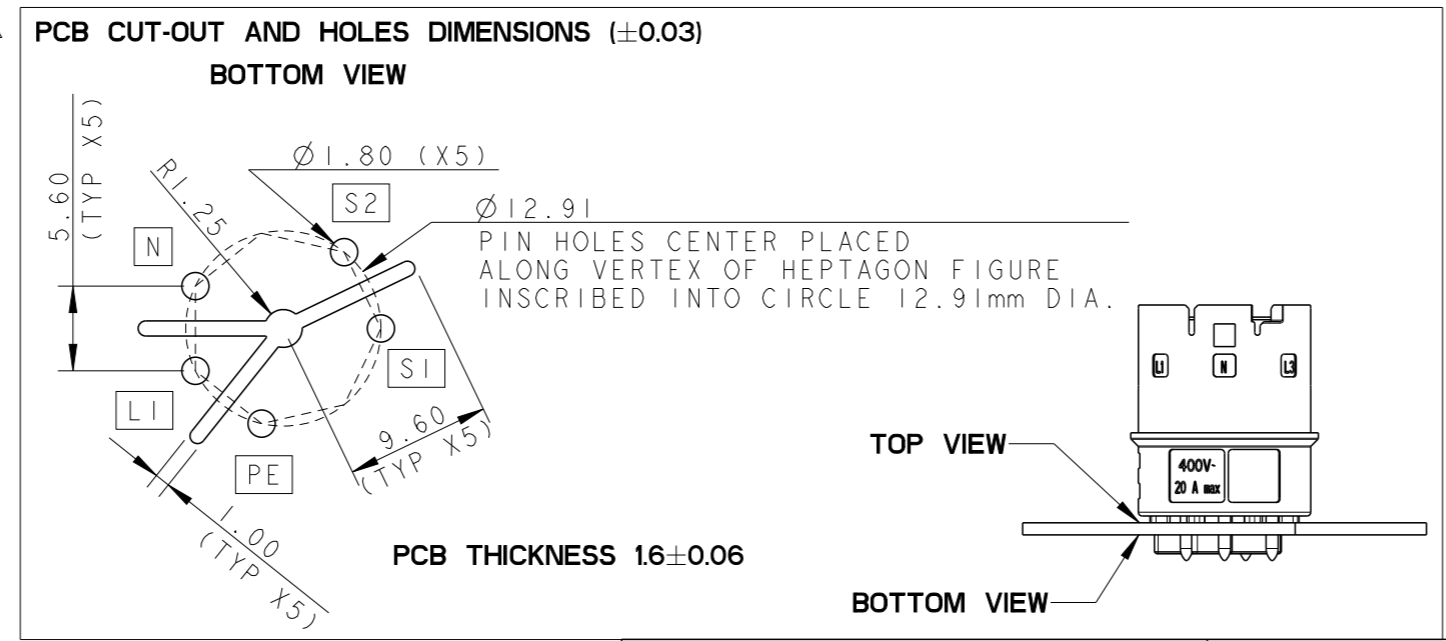 PCB CUT-OUT AND HOLES DIMENSIONS (±0.03)
BOTTOM VIEW
5.60
(TYP X5)
R1.25
Ø1.80 (X5)
S2
N
Ø12.91
PIN HOLES CENTER PLACED
ALONG VERTEX OF HEPTAGON FIGURE
INSCRIBED INTO CIRCLE 12.91mm DIA.
S1
L1
PE
9.60
(TYP X5)
1.00
(TYP X5)
PCB THICKNESS 1.6±0.06
L1
N
L3
TOP VIEW
400V~
20 A max
BOTTOM VIEW